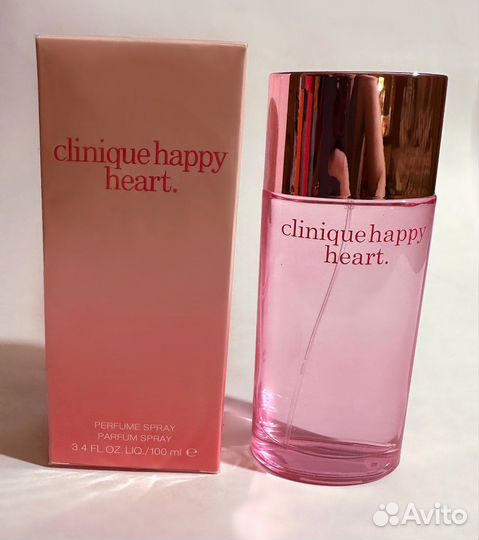 clinique happy
heart.
PERFUME SPRAY
PARFUM SPRAY
3.4 FL.OZ.LIQ./100 ml e
clinique happy
heart.
Avito